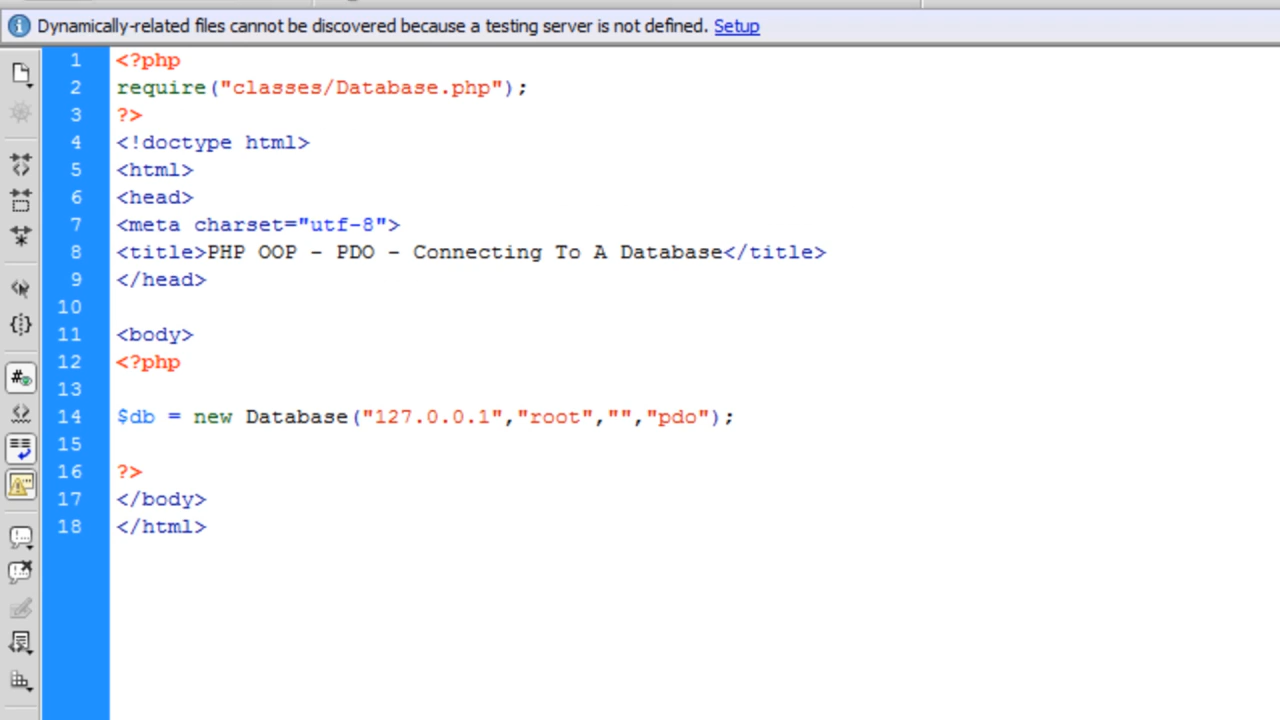 Dynamically-related files cannot be discovered because a testing server is not defined. Setup
1 <?php
2 require("classes/Database.php");
3 ?>
4 <!doctype html>
5 <html>
6 <head>
7 <meta charset="utf-8">
8 <title>PHP OOP - PDO - Connecting To A Database</title>
9 </head>
10
11 <body>
12 <?php
13
14 $db = new Database("127.0.0.1","root","","pdo");
15
16 ?>
17 </body>
18 </html>